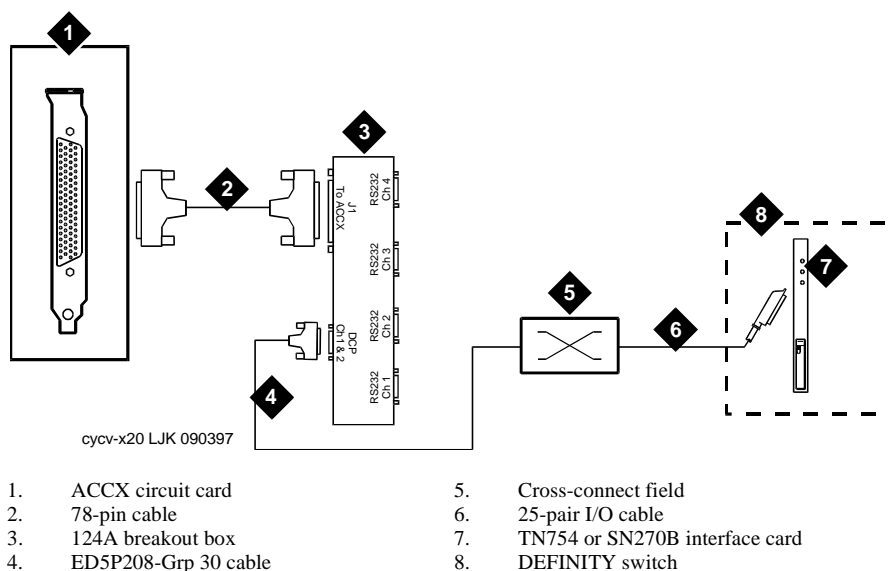 1
2
3
J1
To ACCX
RS232
Ch 4
RS232
Ch 3
RS232
Ch 2
RS232
Ch 1
DCP
Ch1 & 2
4
5
6
7
8
cycv-x20 LJK 090397
1. ACCX circuit card
2. 78-pin cable
3. 124A breakout box
4. ED5P208-Grp 30 cable
5. Cross-connect field
6. 25-pair I/O cable
7. TN754 or SN270B interface card
8. DEFINITY switch